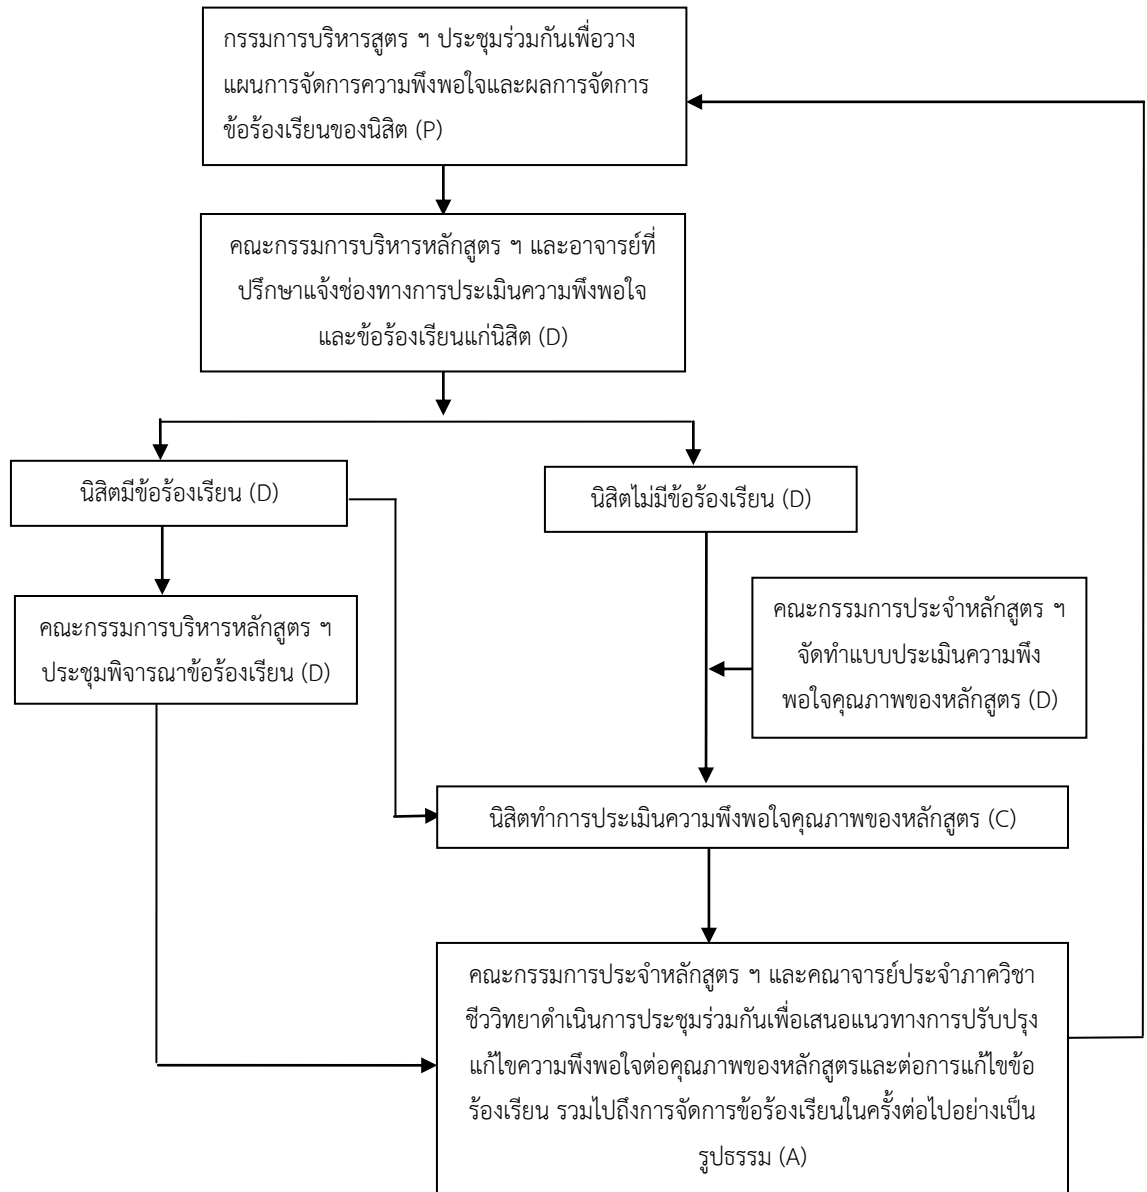 กรรมการบริหารสูตร ฯ ประชุมร่วมกันเพื่อวาง
แผนการจัดการความพึงพอใจและผลการจัดการ
ข้อร้องเรียนของนิสิต (P)
คณะกรรมการบริหารหลักสูตร ฯ และอาจารย์ที่
ปรึกษาแจ้งช่องทางการประเมินความพึงพอใจ
และข้อร้องเรียนแก่นิสิต (D)
นิสิตมีข้อร้องเรียน (D)
นิสิตไม่มีข้อร้องเรียน (D)
คณะกรรมการบริหารหลักสูตร ฯ
ประชุมพิจารณาข้อร้องเรียน (D)
คณะกรรมการประจำหลักสูตร ฯ
จัดทำแบบประเมินความพึง
พอใจคุณภาพของหลักสูตร (D)
นิสิตทำการประเมินความพึงพอใจคุณภาพของหลักสูตร (C)
คณะกรรมการประจำหลักสูตร ฯ และคณาจารย์ประจำภาควิชา
ชีววิทยาดำเนินการประชุมร่วมกันเพื่อเสนอแนวทางการปรับปรุง
แก้ไขความพึงพอใจต่อคุณภาพของหลักสูตรและต่อการแก้ไขข้อ
ร้องเรียน รวมไปถึงการจัดการข้อร้องเรียนในครั้งต่อไปอย่างเป็น
รูปธรรม (A)